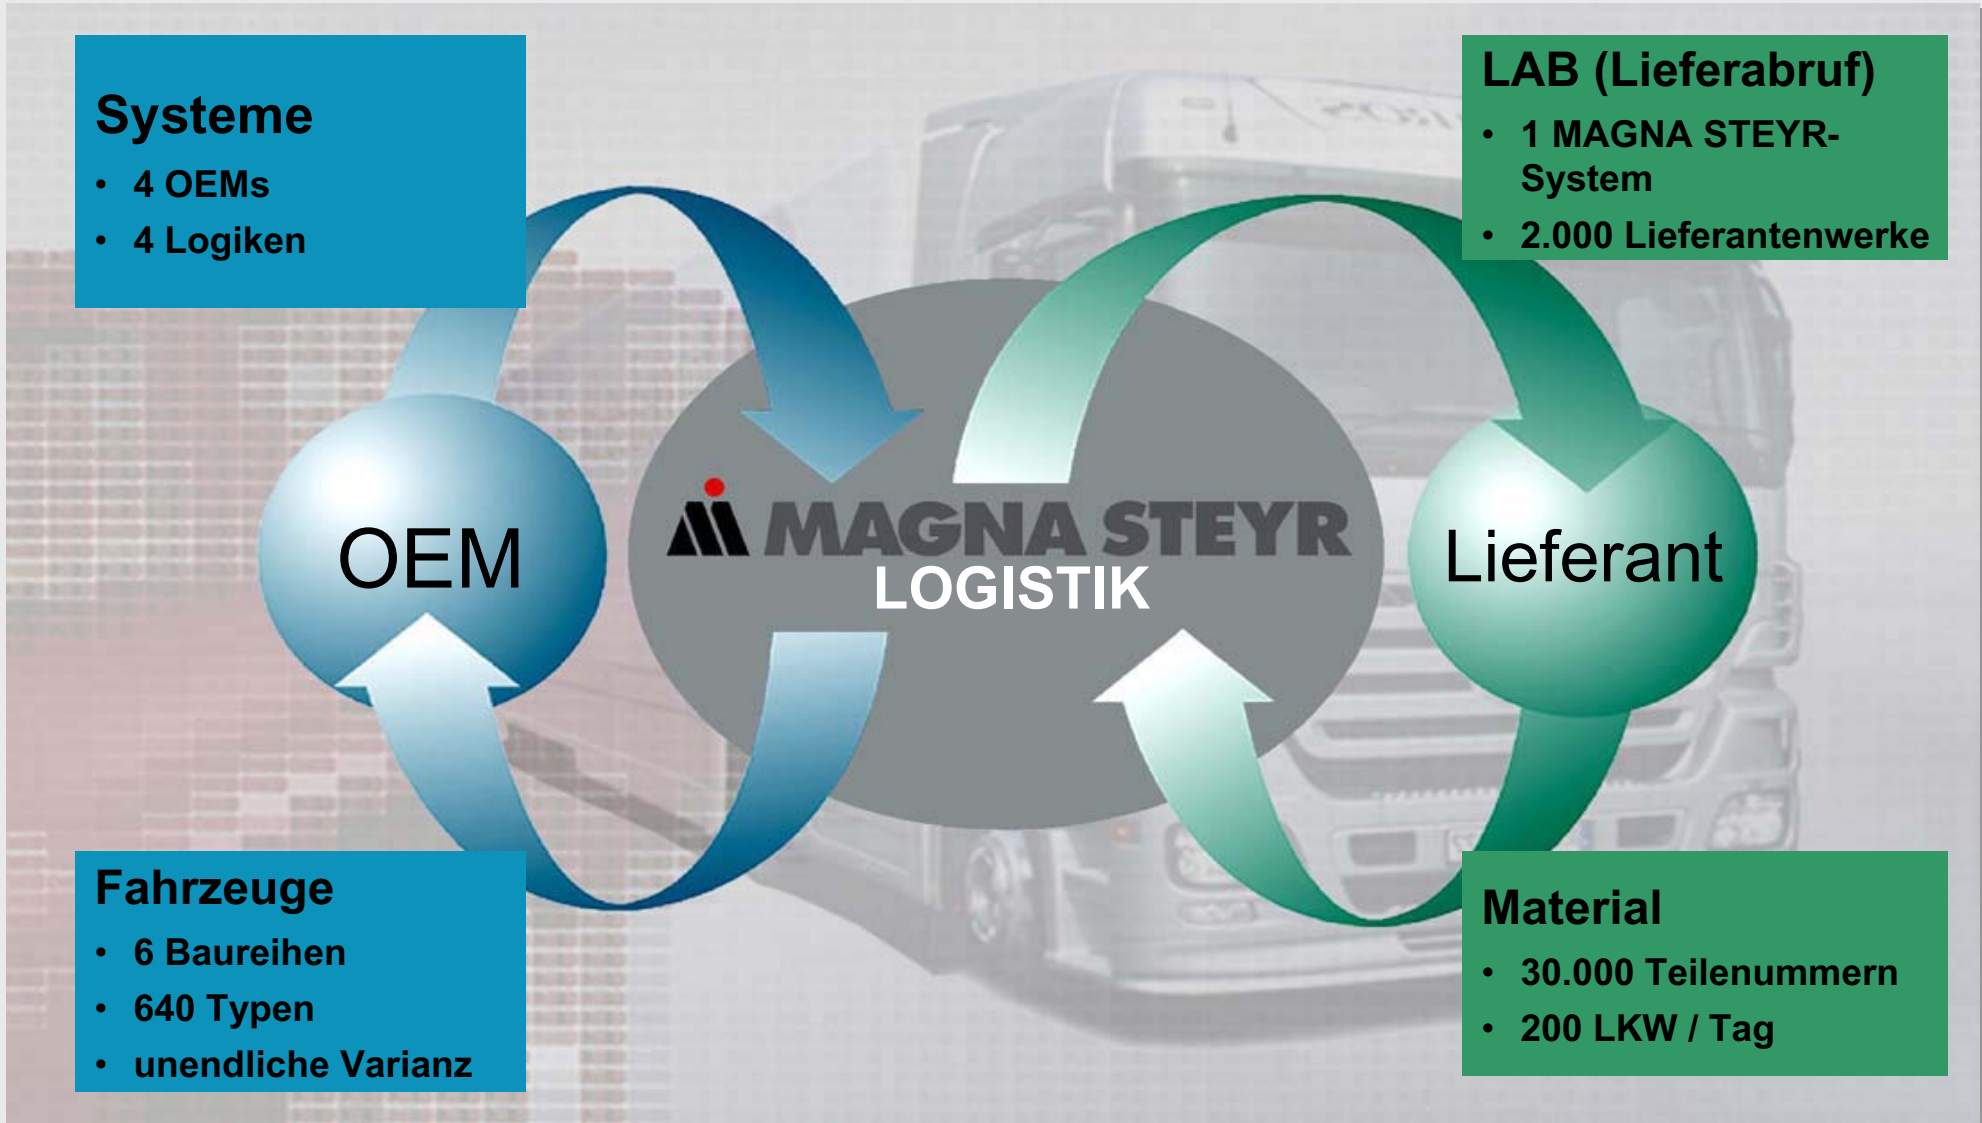 Systeme
• 4 OEMs
• 4 Logiken
LAB (Lieferabruf)
• 1 MAGNA STEYR-
System
• 2.000 Lieferantenwerke
OEM
MAGNA STEYR
LOGISTIK
Lieferant
Fahrzeuge
• 6 Baureihen
• 640 Typen
• unendliche Varianz
Material
• 30.000 Teilenummern
• 200 LKW / Tag